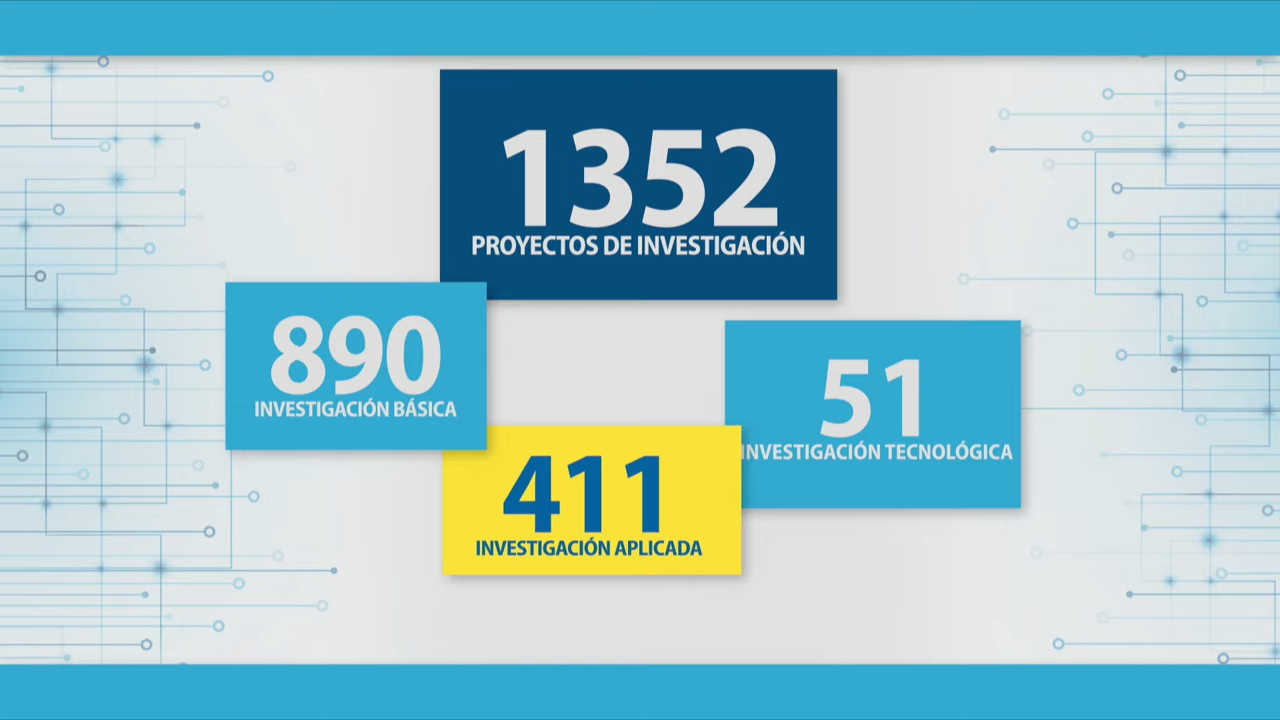 1352
PROYECTOS DE INVESTIGACIÓN
890
INVESTIGACIÓN BÁSICA
51
INVESTIGACIÓN TECNOLÓGICA
411
INVESTIGACIÓN APLICADA